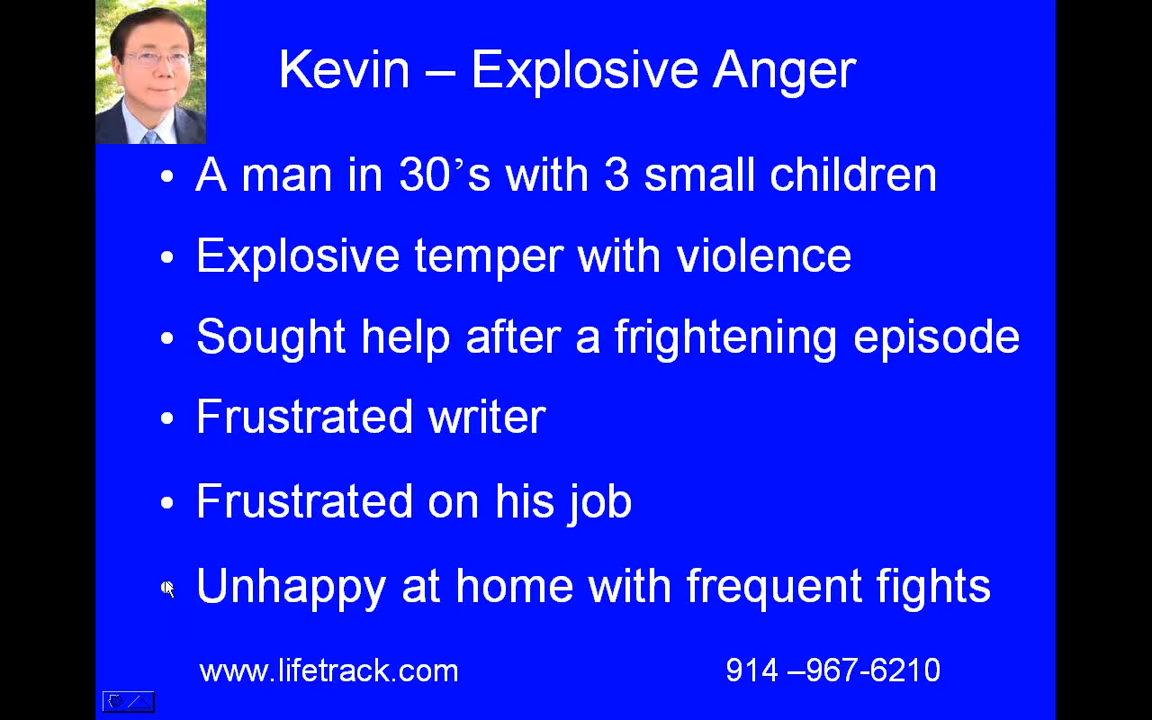 Kevin – Explosive Anger
• A man in 30’s with 3 small children
• Explosive temper with violence
• Sought help after a frightening episode
• Frustrated writer
• Frustrated on his job
• Unhappy at home with frequent fights
www.lifetrack.com 914 –967-6210